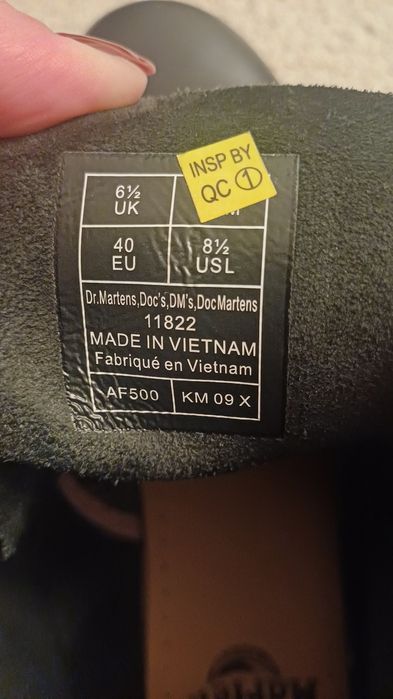 INSP BY
QC 1
6½
UK
M
40
EU
8½
USL
Dr.Martens,Doc's,DM's,DocMartens
11822
MADE IN VIETNAM
Fabriqué en Vietnam
AF500
KM 09 X